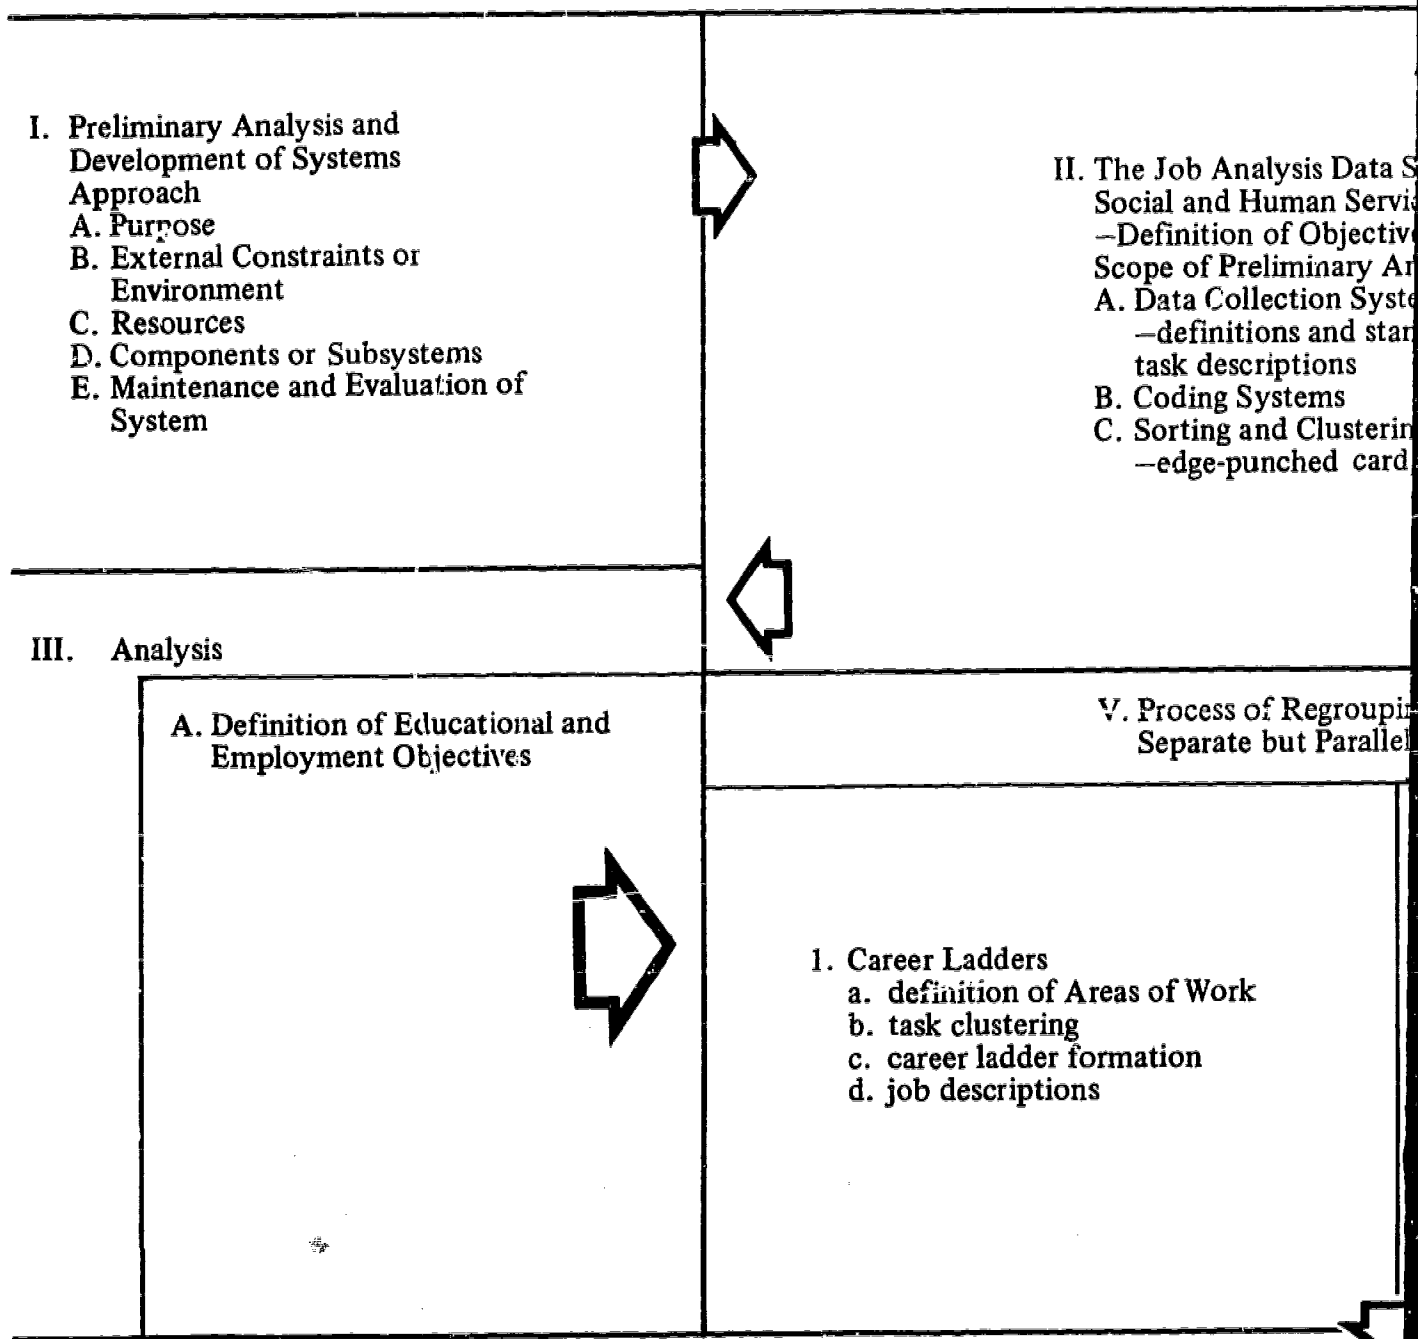 I. Preliminary Analysis and
Development of Systems
Approach
A. Purpose
B. External Constraints or
Environment
C. Resources
D. Components or Subsystems
E. Maintenance and Evaluation of
System
II. The Job Analysis Data
Social and Human
–Definition of
Scope of Preliminary
A. Data Collection
–definitions and
task descriptions
B. Coding Systems
C. Sorting and
–edge-punched card
III. Analysis
A. Definition of Educational and
Employment Objectives
V. Process of
Separate but Parallel
1. Career Ladders
a. definition of Areas of Work
b. task clustering
c. career ladder formation
d. job descriptions